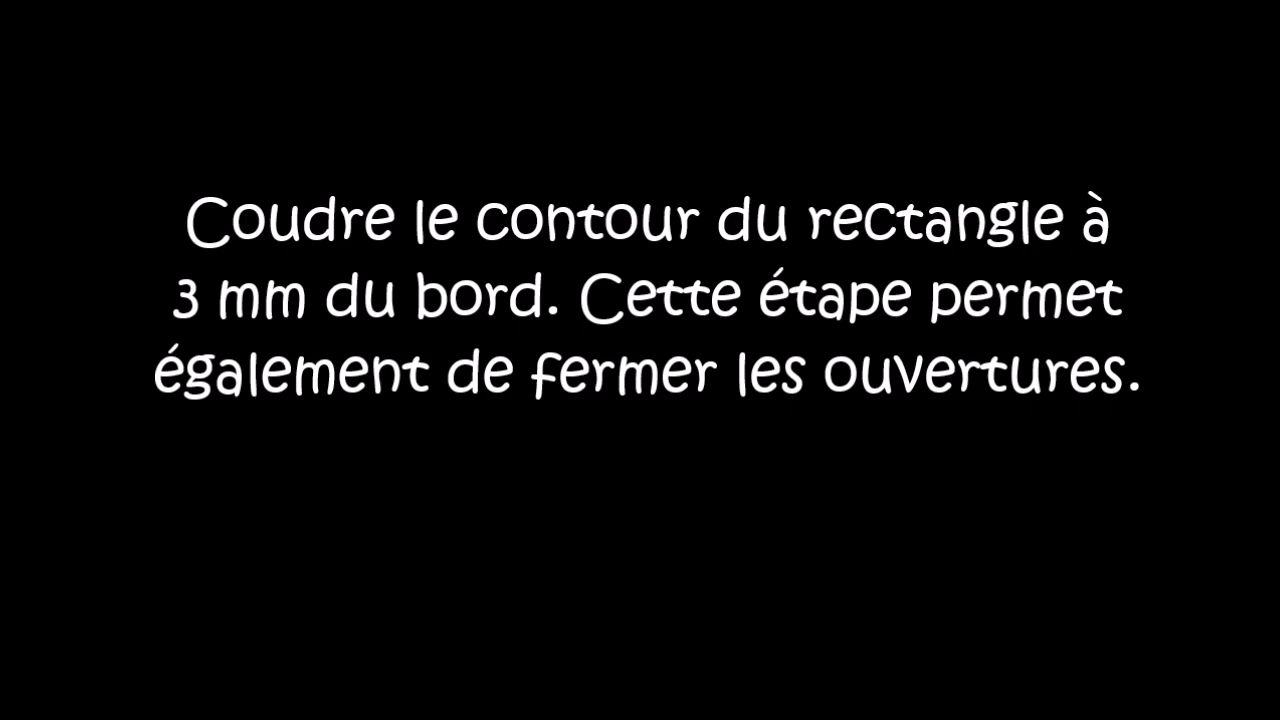 Coudre le contour du rectangle à
3 mm du bord. Cette étape permet
également de fermer les ouvertures.